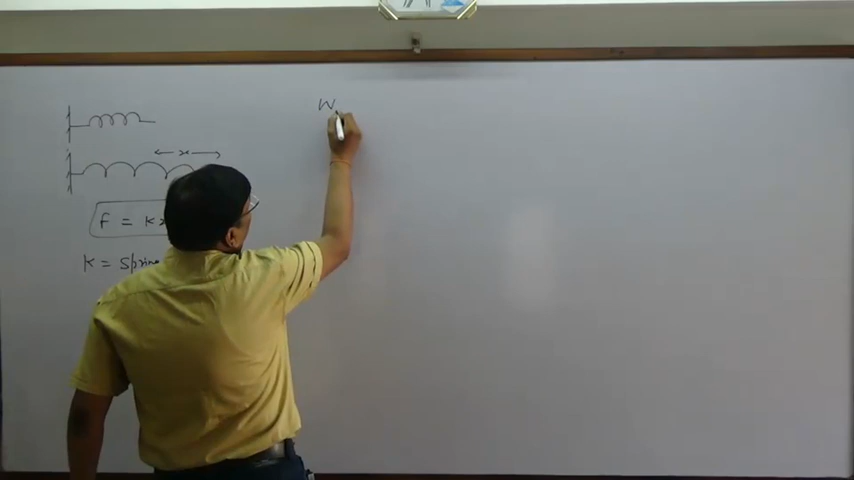 x
F = K
K = Spring
W